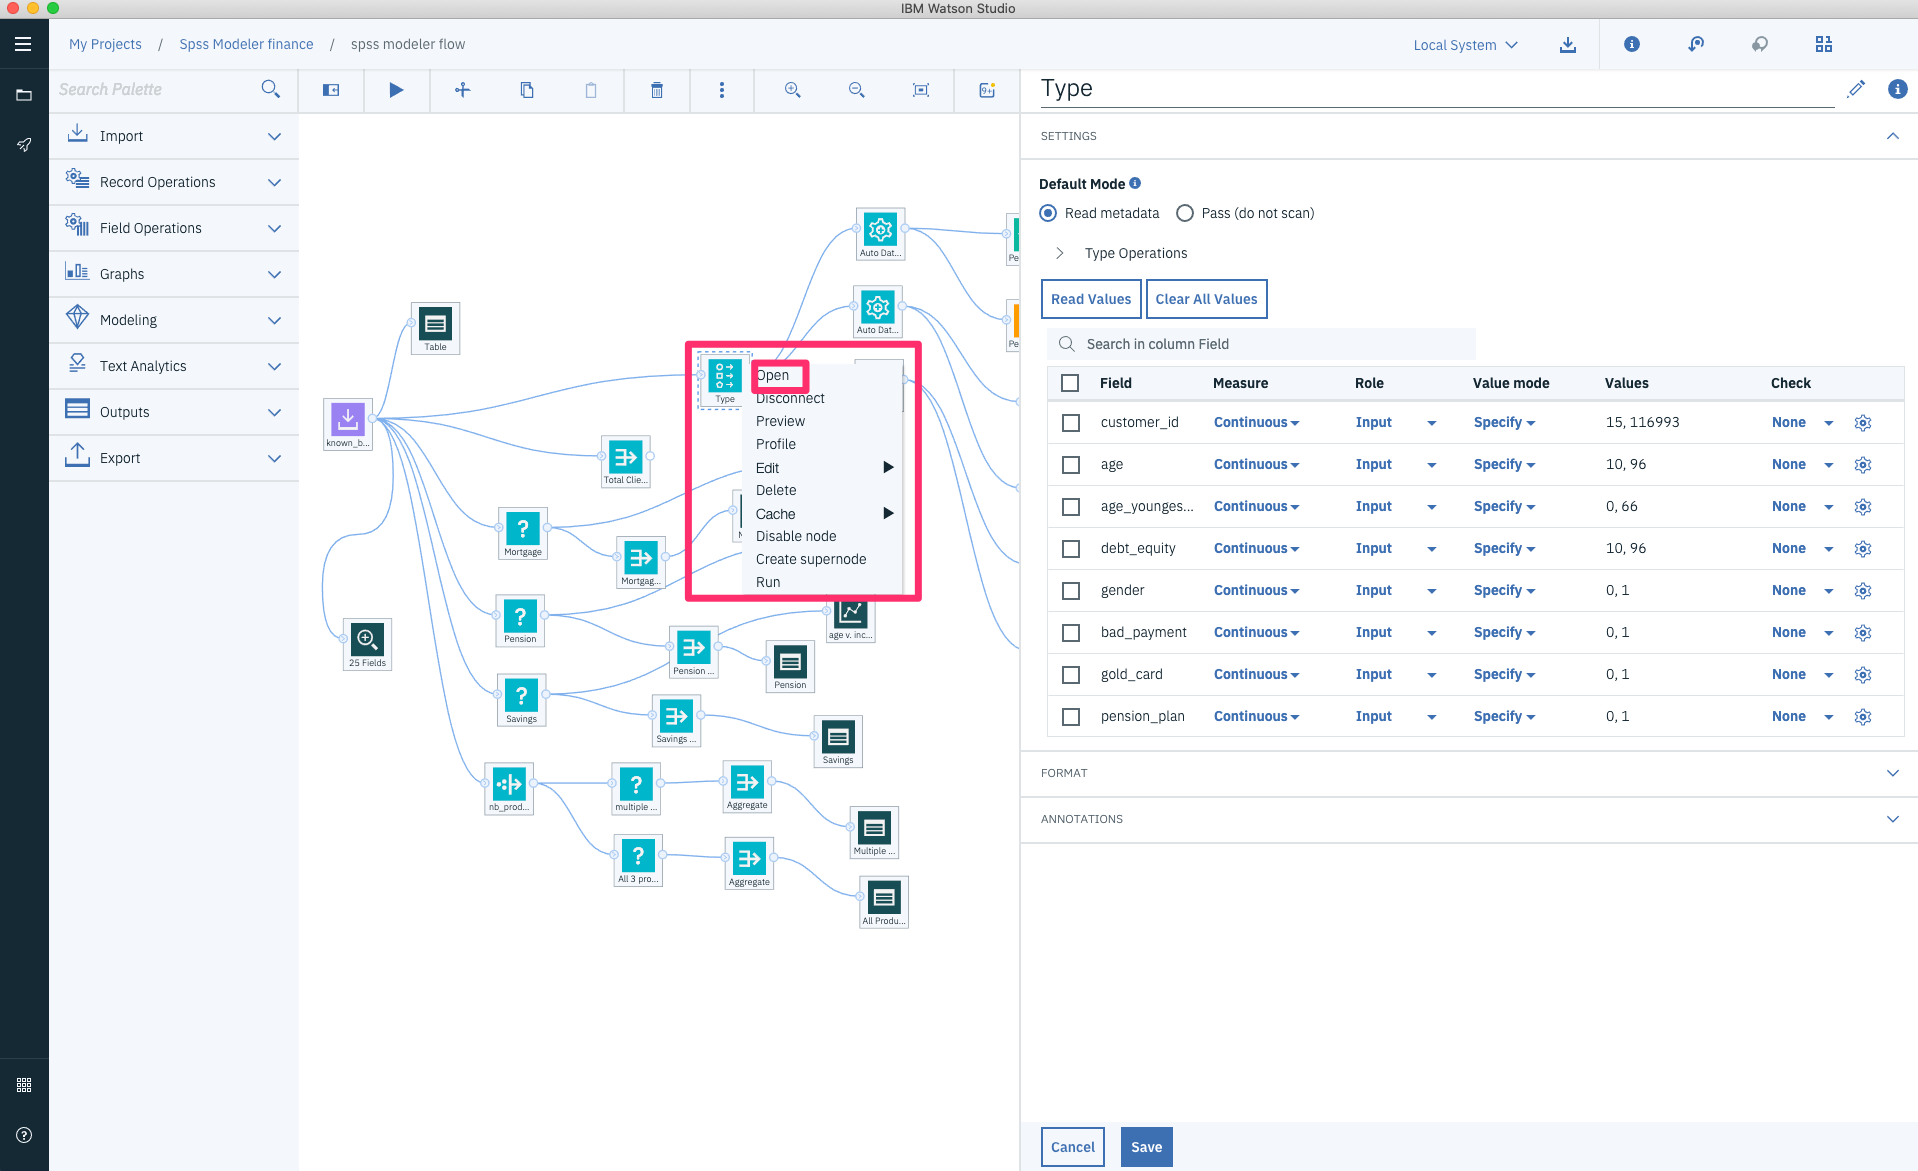 IBM Watson Studio
My Projects / Spss Modeler finance / spss modeler flow
Local System
Search Palette
9+
Type
Import
Record Operations
Field Operations
Graphs
Modeling
Text Analytics
Outputs
Export
Auto Dat...
Pe
Auto Dat...
Pe
Table
Type
Open
Disconnect
Preview
Profile
Edit
Delete
Cache
Disable node
Create supernode
Run
known_b...
Total Clie...
Mortgage
Mortgag...
Pension
25 Fields
age v. inc...
Pension ...
Pension
Savings
Savings ...
Savings
nb_prod...
multiple ...
Aggregate
Multiple ...
All 3 pro...
Aggregate
All Produ...
SETTINGS
Default Mode
Read metadata Pass (do not scan)
Type Operations
Read Values Clear All Values
Search in column Field
Field Measure Role Value mode Values Check
customer_id Continuous Input Specify 15, 116993 None
age Continuous Input Specify 10, 96 None
age_younges... Continuous Input Specify 0, 66 None
debt_equity Continuous Input Specify 10, 96 None
gender Continuous Input Specify 0, 1 None
bad_payment Continuous Input Specify 0, 1 None
gold_card Continuous Input Specify 0, 1 None
pension_plan Continuous Input Specify 0, 1 None
FORMAT
ANNOTATIONS
Cancel Save